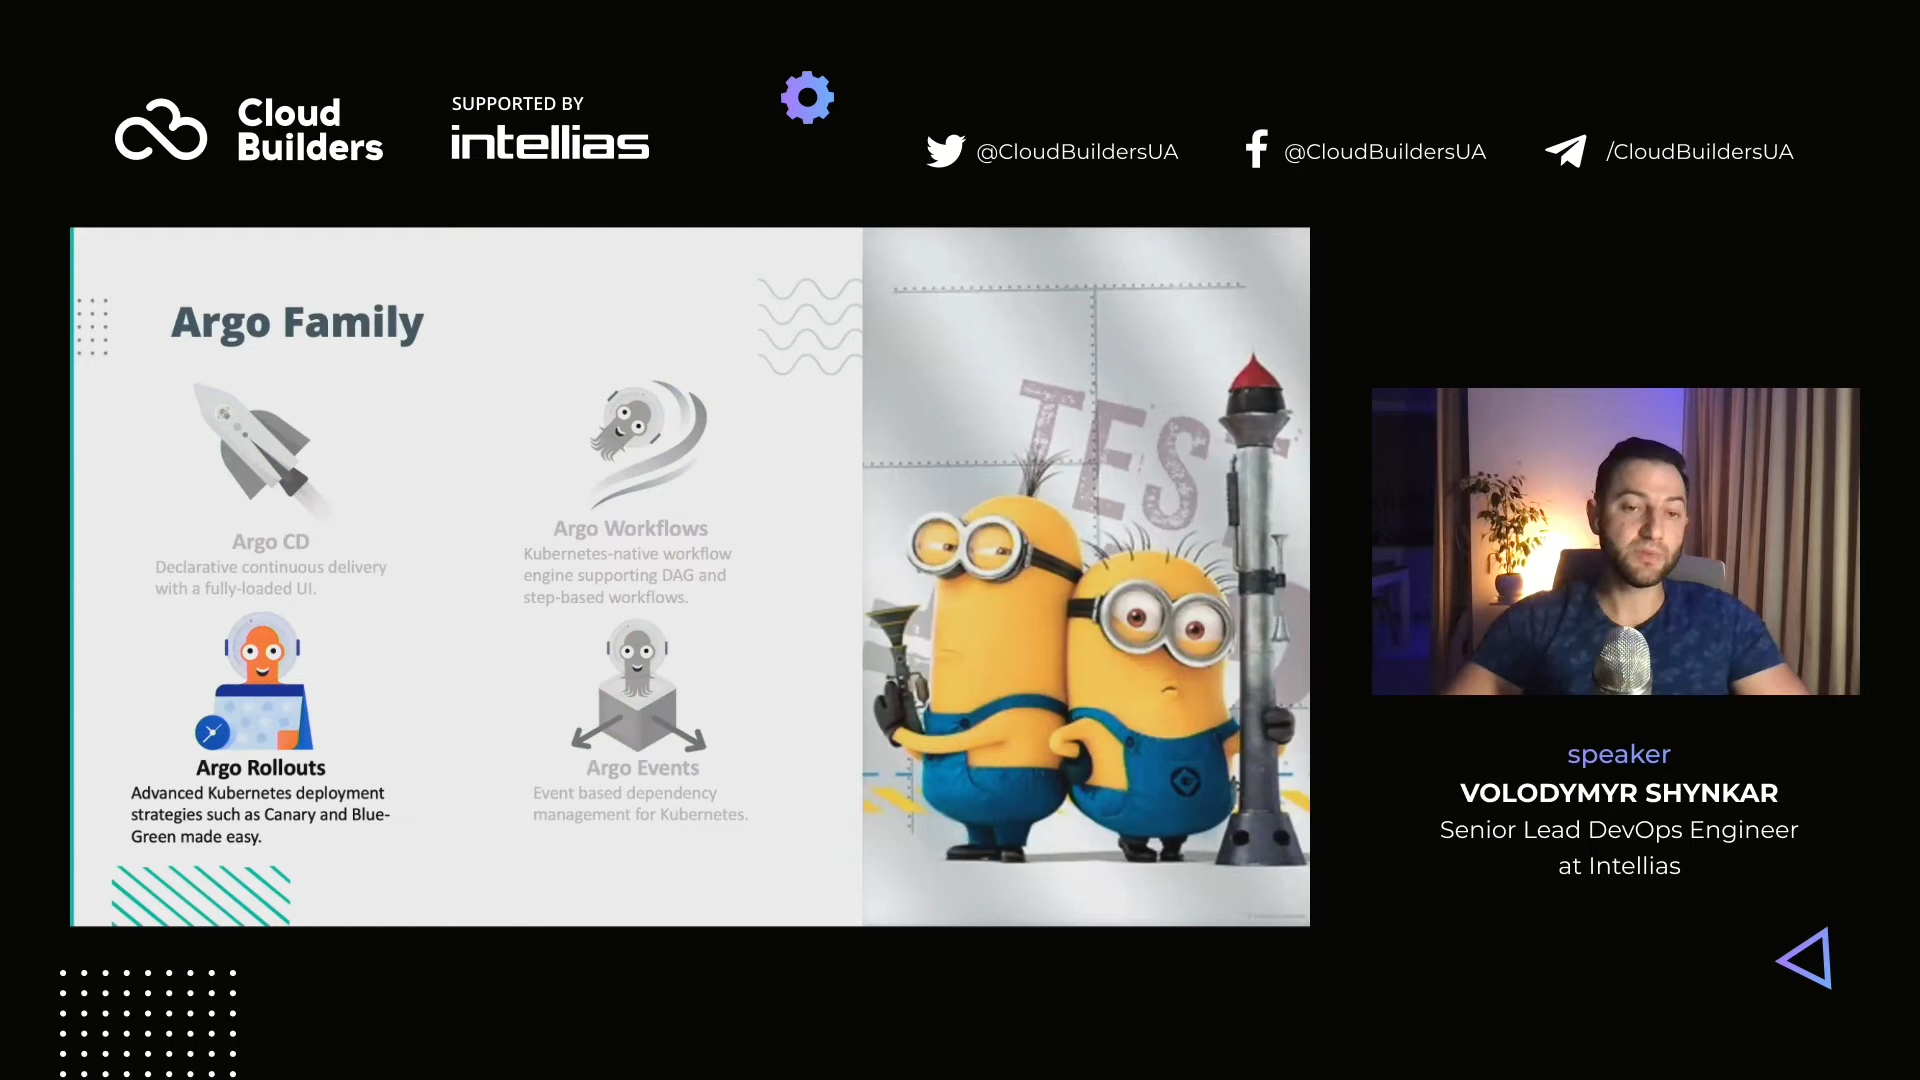 Cloud
Builders
SUPPORTED BY
intellias
@CloudBuildersUA
@CloudBuildersUA
/CloudBuildersUA
Argo Family
Argo CD
Declarative continuous delivery
with a fully-loaded UI.
Argo Workflows
Kubernetes-native workflow
engine supporting DAG and
step-based workflows.
Argo Rollouts
Advanced Kubernetes deployment
strategies such as Canary and Blue-
Green made easy.
Argo Events
Event based dependency
management for Kubernetes.
TEST
speaker
VOLODYMYR SHYNKAR
Senior Lead DevOps Engineer
at Intellias